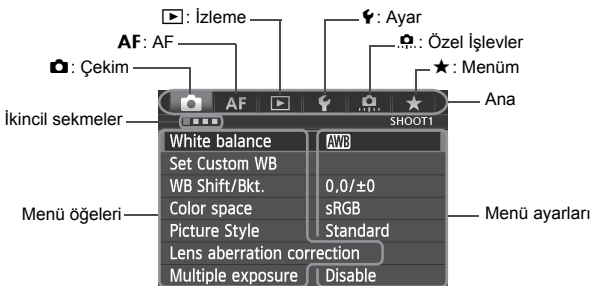 : İzleme
: Ayar
AF: AF
: Özel İşlevler
: Çekim
: Menüm
AF
Ana
İkincil sekmeler
SHOOT1
White balance AWB
Set Custom WB
WB Shift/Bkt. 0,0/±0
Menü öğeleri
Color space sRGB
Menü ayarları
Picture Style Standard
Lens aberration correction
Multiple exposure Disable